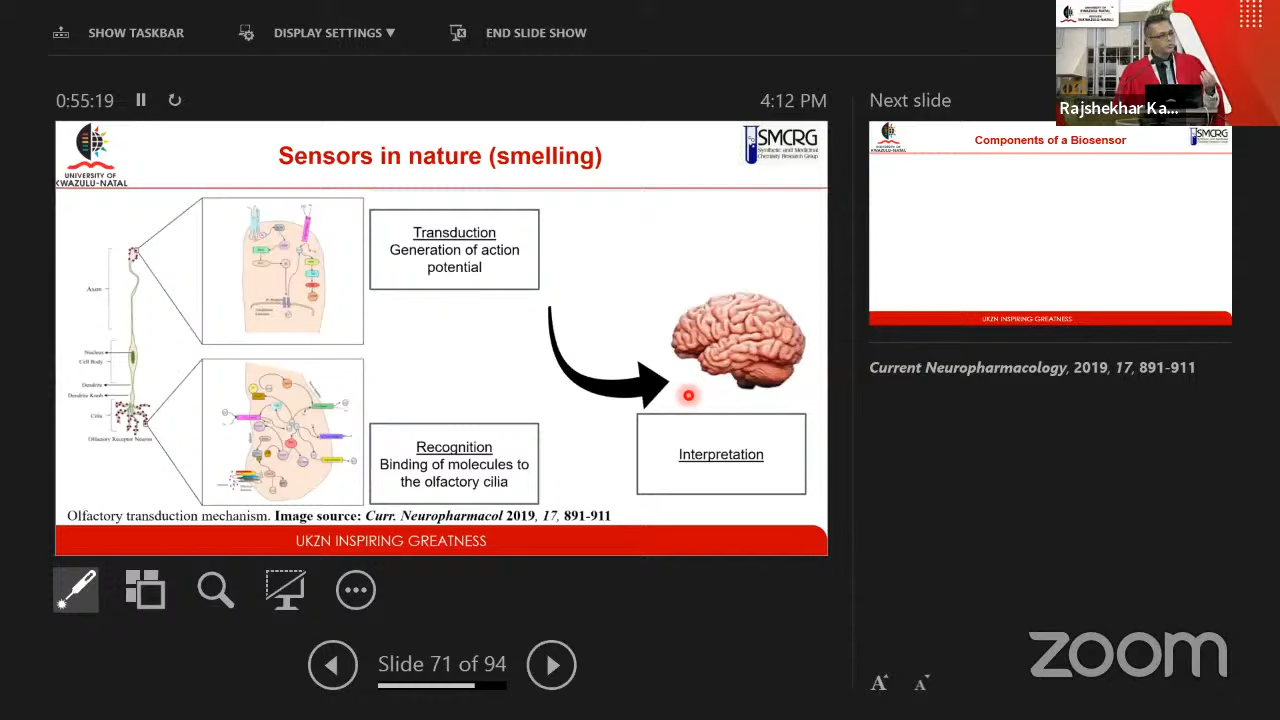 SHOW TASKBAR
DISPLAY SETTINGS ▼
END SLIDE SHOW
0:55:19
4:12 PM
Next slide
Rajshekhar Ka...
UNIVERSITY OF
KWAZULU-NATAL
Sensors in nature (smelling)
SMCRG
Synthetic and Medicinal
Chemistry Research Group
Transduction
Generation of action
potential
Axon
Nucleus
Cell Body
Dendrite
Dendrite Knob
Cilia
Olfactory Receptor Neuron
Recognition
Binding of molecules to
the olfactory cilia
Interpretation
Olfactory transduction mechanism. Image source: Curr. Neuropharmacol 2019, 17, 891-911
UKZN INSPIRING GREATNESS
Components of a Biosensor
SMCRG
UKZN INSPIRING GREATNESS
Current Neuropharmacology, 2019, 17, 891-911
Slide 71 of 94
zoom
A A